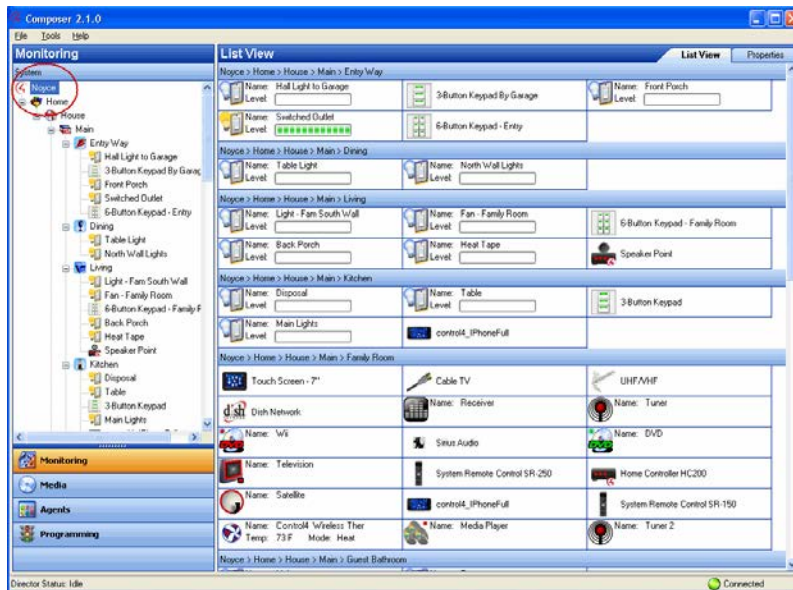 Composer 2.1.0
File Tools Help
Monitoring
System
Noyce
Home
House
Main
Entry Way
Hall Light to Garage
3-Button Keypad By Garag
Front Porch
Switched Outlet
6-Button Keypad - Entry
Dining
Table Light
North Wall Lights
Living
Light - Fam South Wall
Fan - Family Room
6-Button Keypad - Family F
Back Porch
Heat Tape
Speaker Point
Kitchen
Disposal
Table
3-Button Keypad
Main Lights
Monitoring
Media
Agents
Programming
List View
List View Properties
Noyce > Home > House > Main > Entry Way
Name: Hall Light to Garage
Level:
3-Button Keypad By Garage
Name: Front Porch
Level:
Name: Switched Outlet
Level:
6-Button Keypad - Entry
Noyce > Home > House > Main > Dining
Name: Table Light
Level:
Name: North Wall Lights
Level:
Noyce > Home > House > Main > Living
Name: Light - Fam South Wall
Level:
Name: Fan - Family Room
Level:
6-Button Keypad - Family Room
Name: Back Porch
Level:
Name: Heat Tape
Level:
Speaker Point
Noyce > Home > House > Main > Kitchen
Name: Disposal
Level:
Name: Table
Level:
3-Button Keypad
Name: Main Lights
Level:
control4_IPhoneFull
Noyce > Home > House > Main > Family Room
Touch Screen - 7"
Cable TV
UHF/VHF
dish
Dish Network
Name: Receiver
Name: Tuner
Name: Wii
Sirius Audio
Name: DVD
Name: Television
System Remote Control SR-250
Home Controller HC200
Name: Satellite
control4_IPhoneFull
System Remote Control SR-150
Name: Control4 Wireless Ther
Temp: 73 F Mode: Heat
Name: Media Player
Name: Tuner 2
Noyce > Home > House > Main > Guest Bathroom
Director Status: Idle
Connected